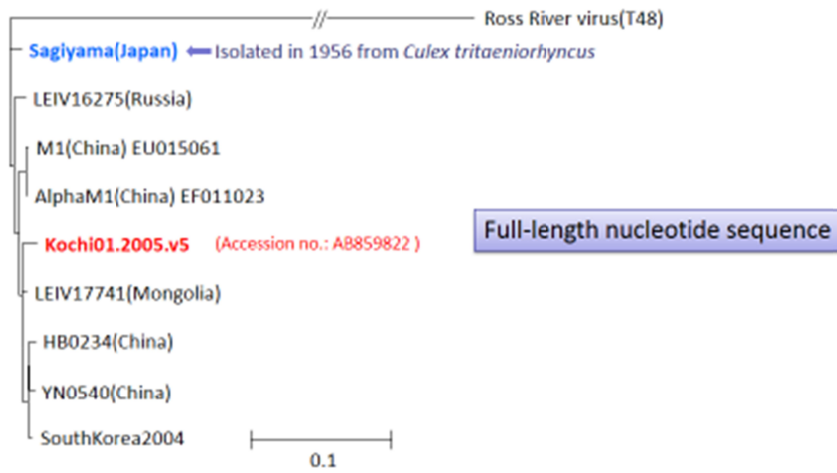 Ross River virus(T48)
Sagiyama(Japan) Isolated in 1956 from Culex tritaeniorhyncus
LEIV16275(Russia)
M1(China) EU015061
AlphaM1(China) EF011023
Kochi01.2005.v5 (Accession no.: AB859822 )
Full-length nucleotide sequence
LEIV17741(Mongolia)
HB0234(China)
YN0540(China)
SouthKorea2004
0.1